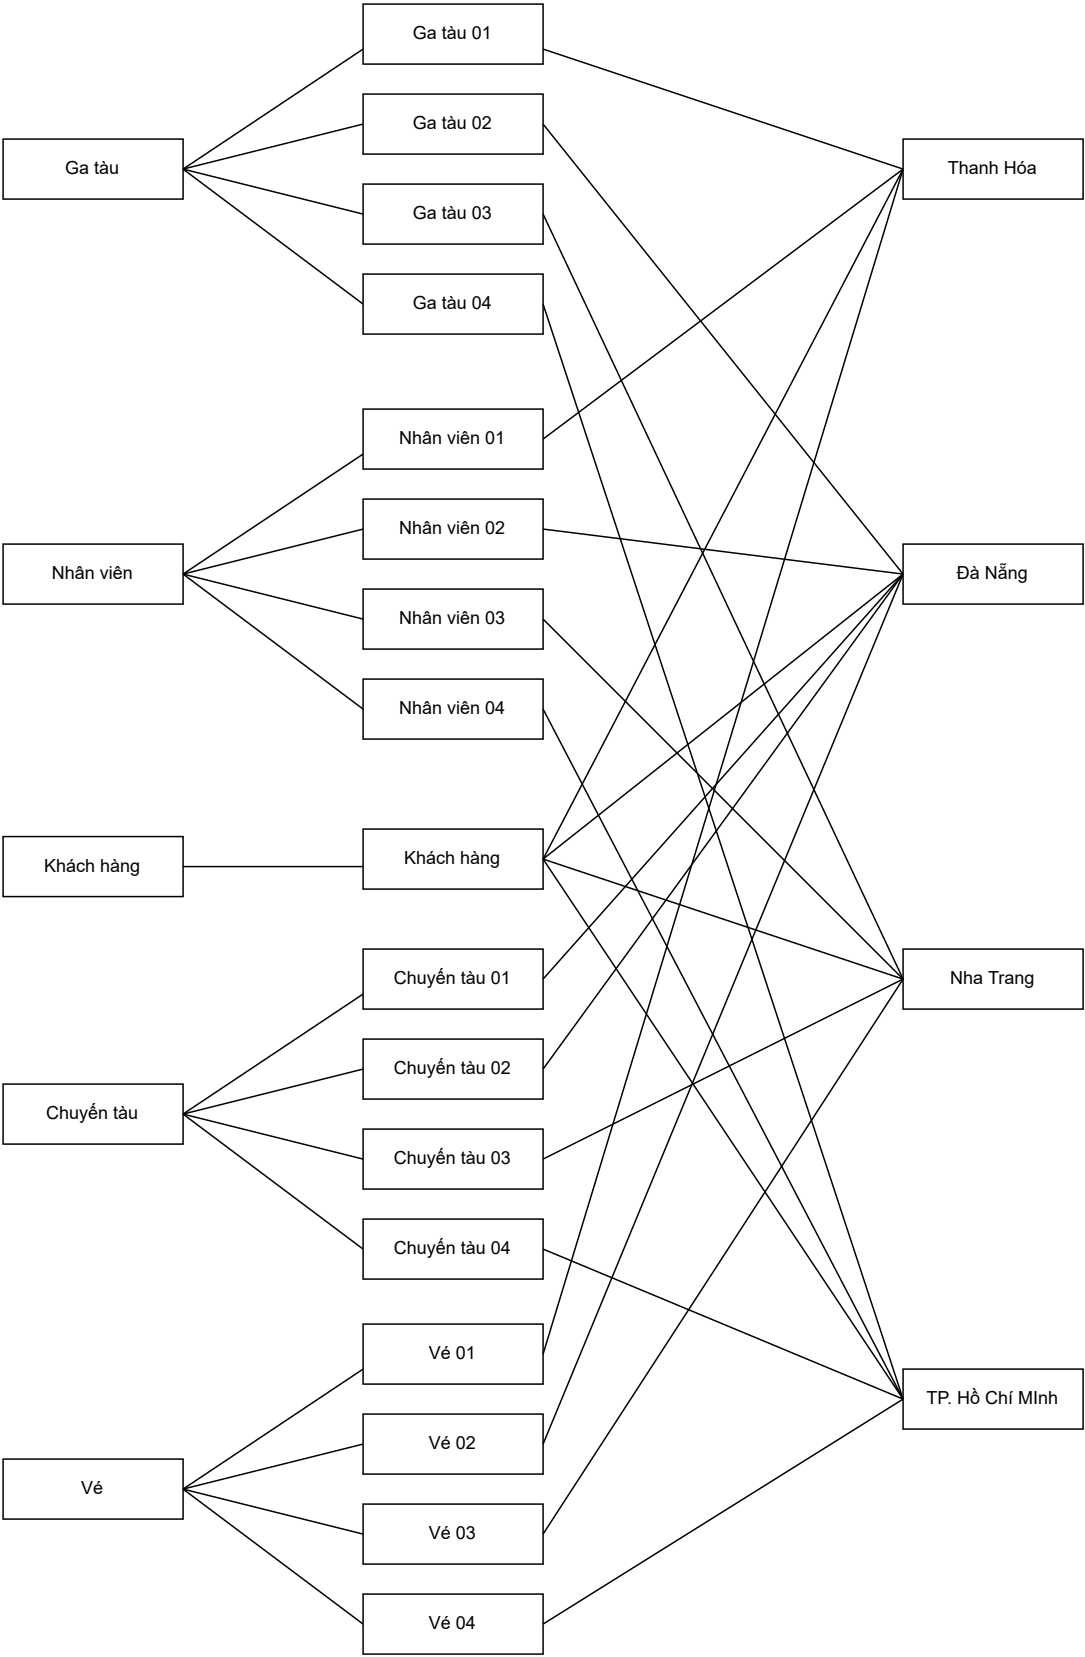 Ga tàu
Ga tàu 01
Ga tàu 02
Ga tàu 03
Ga tàu 04
Nhân viên
Nhân viên 01
Nhân viên 02
Nhân viên 03
Nhân viên 04
Khách hàng
Khách hàng
Chuyến tàu
Chuyến tàu 01
Chuyến tàu 02
Chuyến tàu 03
Chuyến tàu 04
Vé
Vé 01
Vé 02
Vé 03
Vé 04
Thanh Hóa
Đà Nẵng
Nha Trang
TP. Hồ Chí MInh